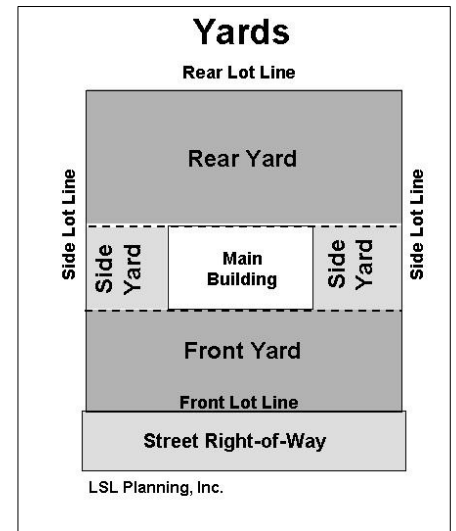 Yards
Rear Lot Line
Rear Yard
Side Lot Line
Side
Yard
Main
Building
Side
Yard
Side Lot Line
Front Yard
Front Lot Line
Street Right-of-Way
LSL Planning, Inc.